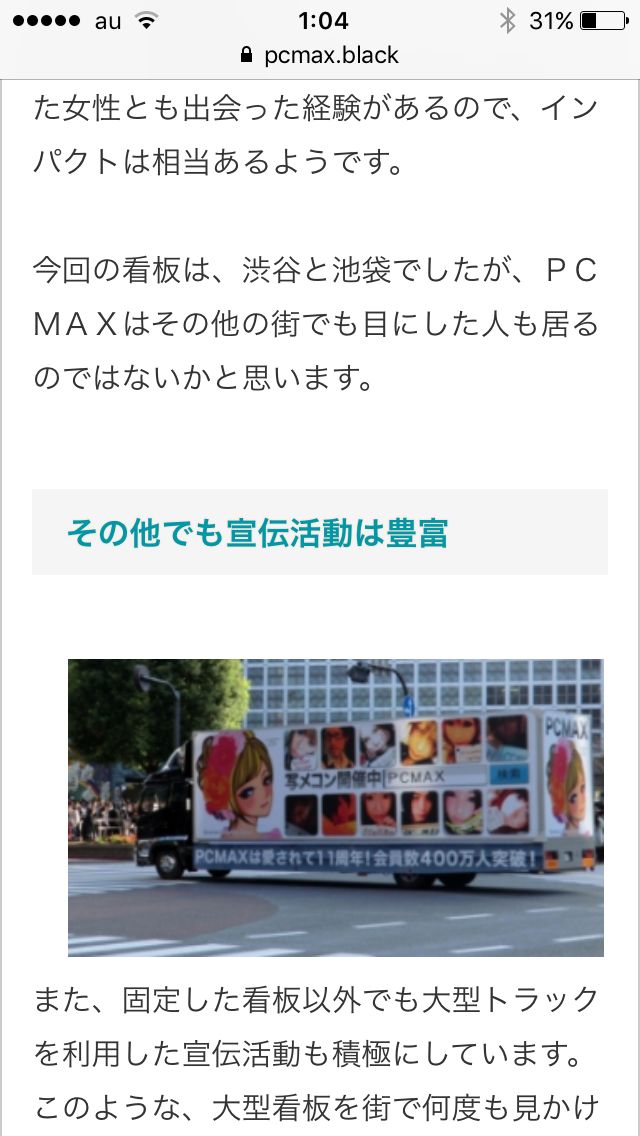 au
1:04
31%
pcmax.black
た女性とも出会った経験があるので、イン
パクトは相当あるようです。
今回の看板は、渋谷と池袋でしたが、ＰＣ
ＭＡＸはその他の街でも目にした人も居る
のではないかと思います。
その他でも宣伝活動は豊富
PCMAX
写メコン開催中
PCMAX
検索
PCMAXは愛されて11周年!会員数400万人突破!
また、固定した看板以外でも大型トラック
を利用した宣伝活動も積極にしています。
このような、大型看板を街で何度も見かけ